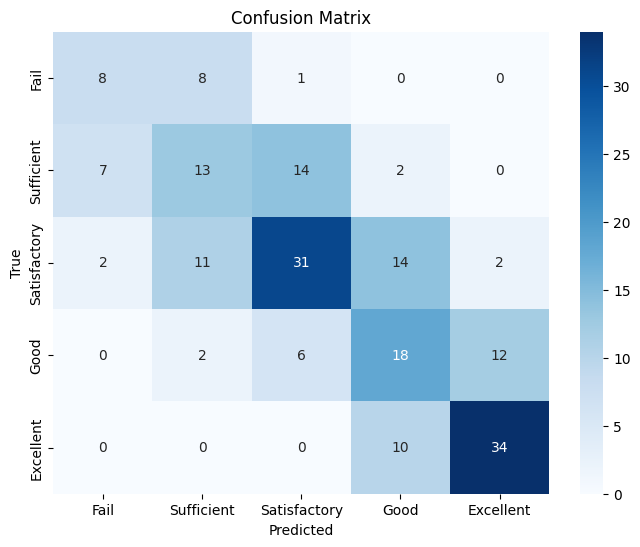 Confusion Matrix
True
Fail
8 8 1 0 0
Sufficient
7 13 14 2 0
Satisfactory
2 11 31 14 2
Good
0 2 6 18 12
Excellent
0 0 0 10 34
Fail Sufficient Satisfactory Good Excellent
Predicted
30
25
20
15
10
5
0